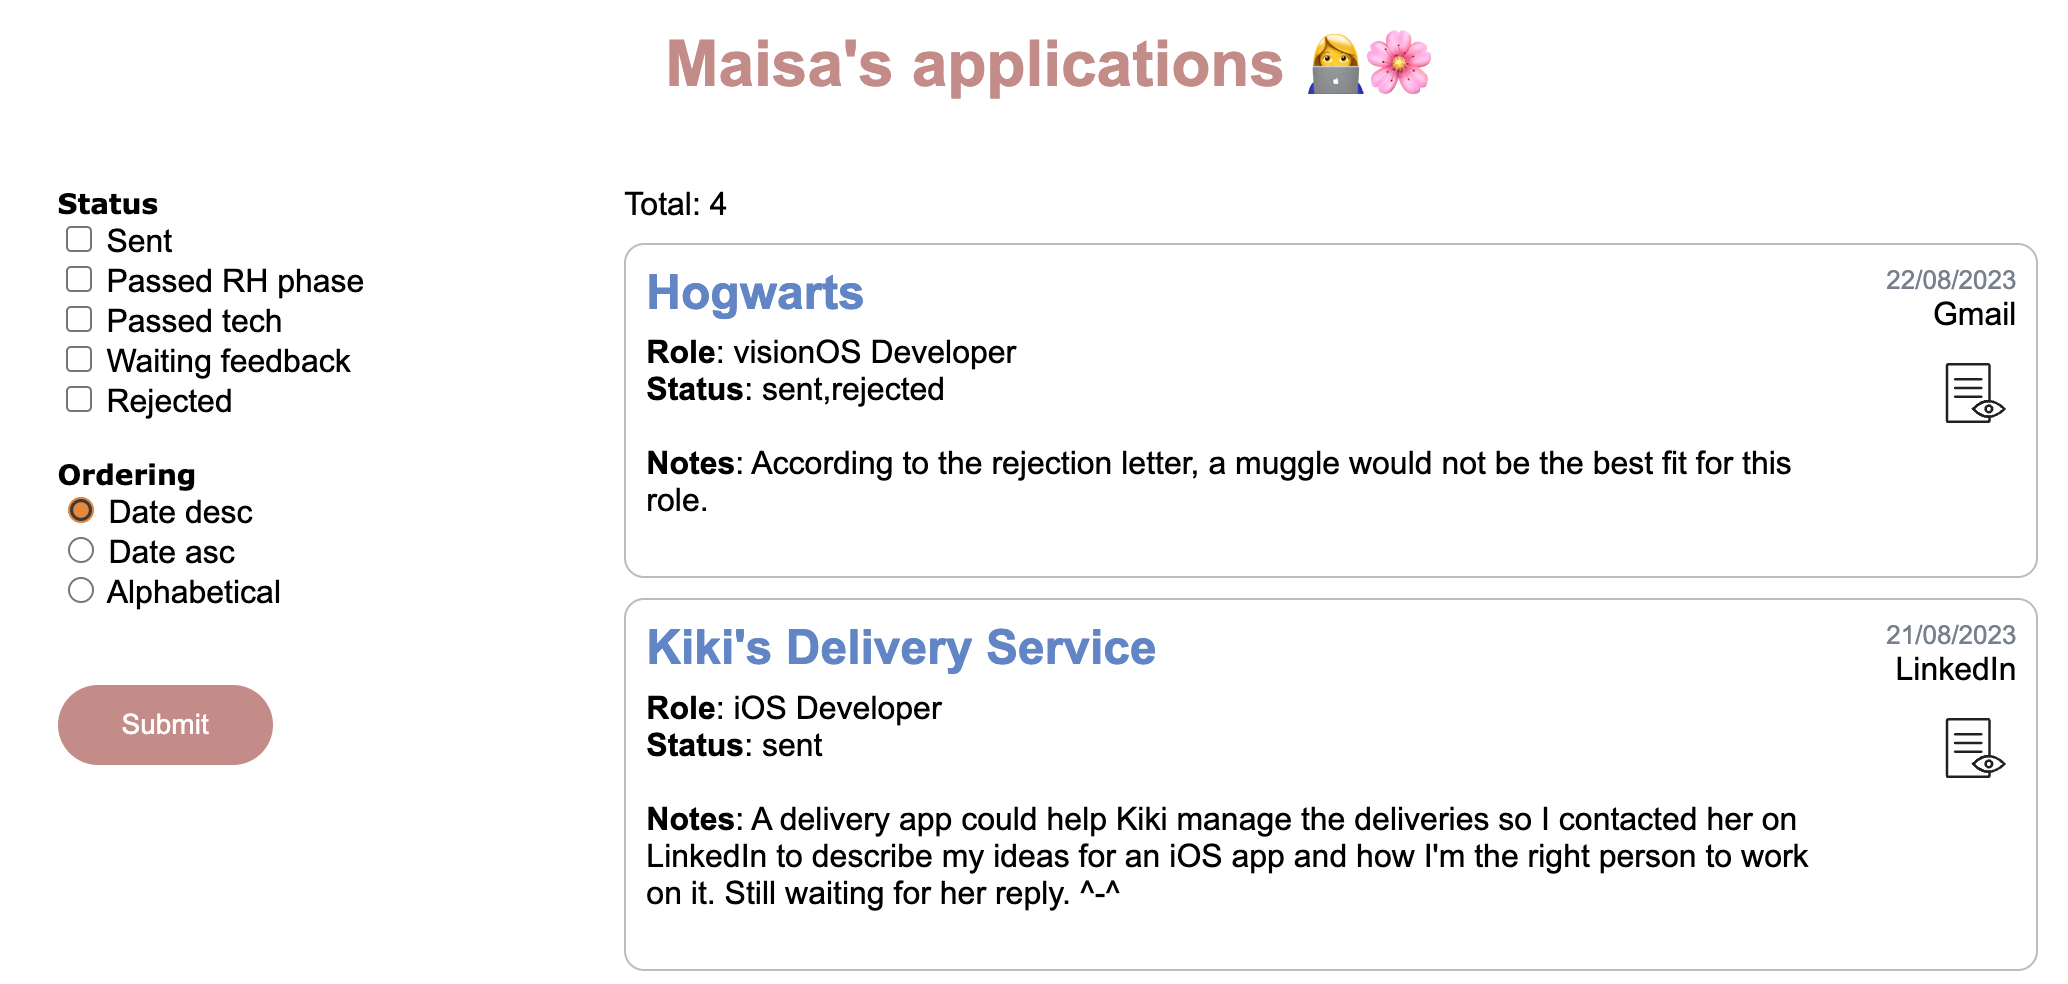 Maisa's applications 👩‍💻🌸
Status
Sent
Passed RH phase
Passed tech
Waiting feedback
Rejected
Ordering
Date desc
Date asc
Alphabetical
Submit
Total: 4
Hogwarts
22/08/2023
Gmail
Role: visionOS Developer
Status: sent,rejected
Notes: According to the rejection letter, a muggle would not be the best fit for this
role.
Kiki's Delivery Service
21/08/2023
LinkedIn
Role: iOS Developer
Status: sent
Notes: A delivery app could help Kiki manage the deliveries so I contacted her on
LinkedIn to describe my ideas for an iOS app and how I'm the right person to work
on it. Still waiting for her reply. ^-^